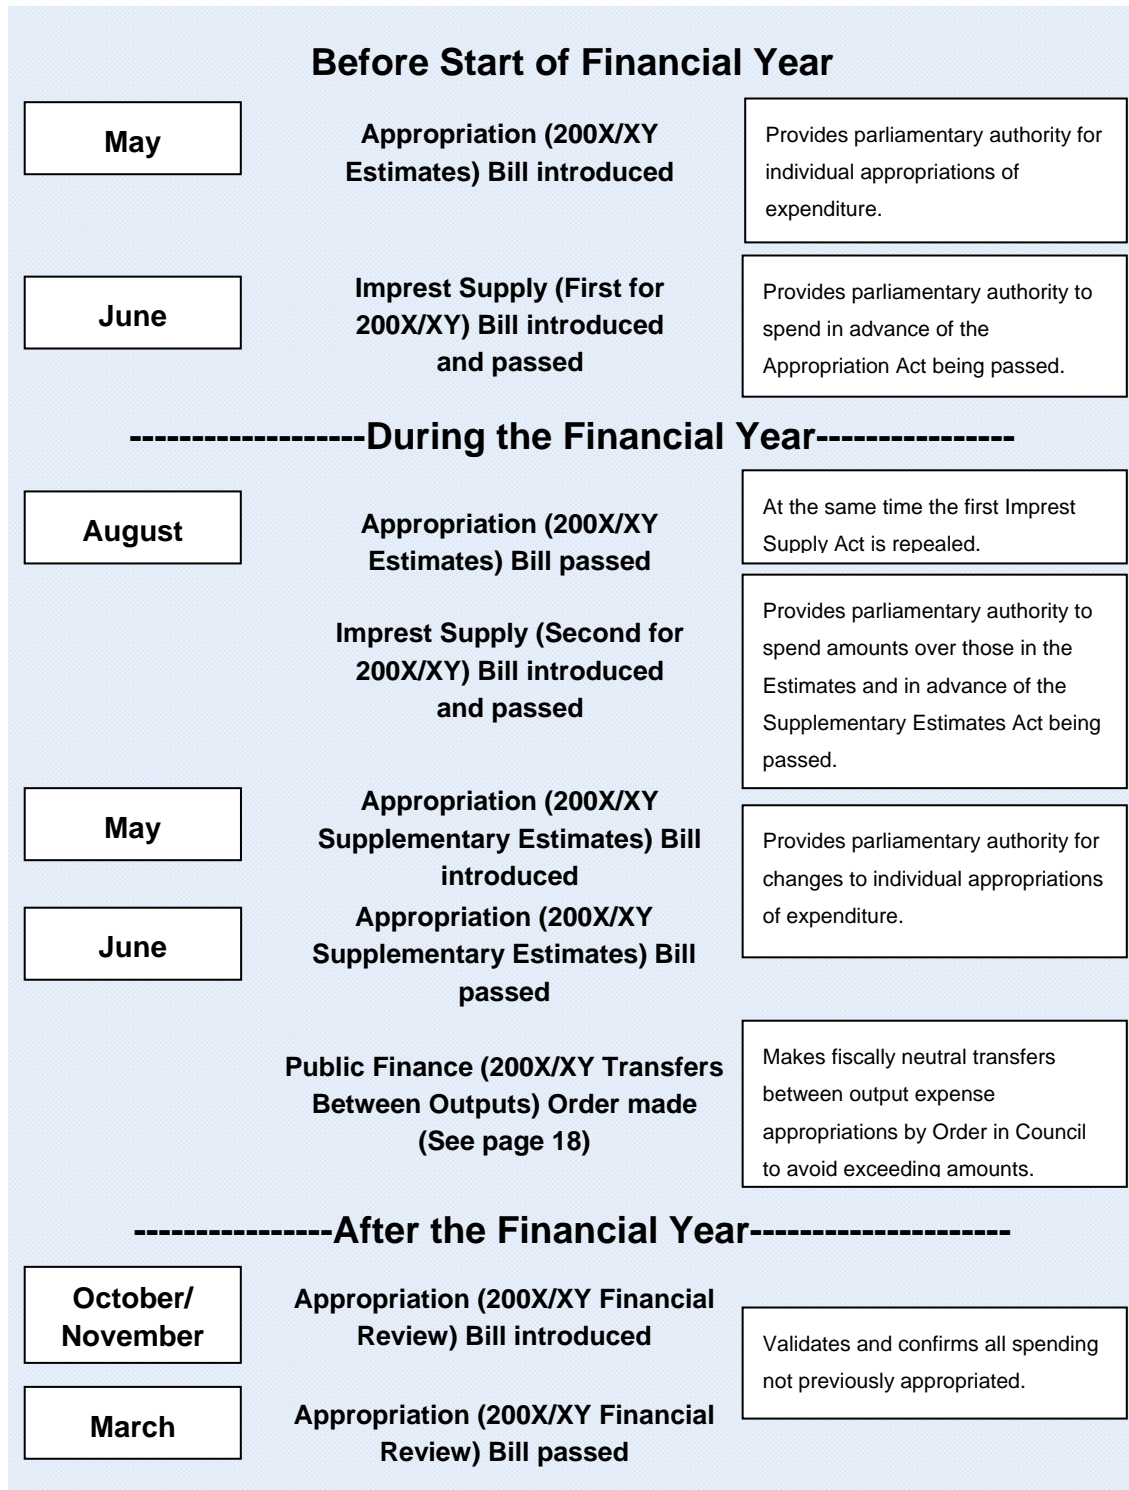 Before Start of Financial Year
May
Appropriation (200X/XY
Estimates) Bill introduced
Provides parliamentary authority for
individual appropriations of
expenditure.
June
Imprest Supply (First for
200X/XY) Bill introduced
and passed
Provides parliamentary authority to
spend in advance of the
Appropriation Act being passed.
-------------------During the Financial Year----------------
August
Appropriation (200X/XY
Estimates) Bill passed
At the same time the first Imprest
Supply Act is repealed.
Imprest Supply (Second for
200X/XY) Bill introduced
and passed
Provides parliamentary authority to
spend amounts over those in the
Estimates and in advance of the
Supplementary Estimates Act being
passed.
May
Appropriation (200X/XY
Supplementary Estimates) Bill
introduced
Provides parliamentary authority for
changes to individual appropriations
of expenditure.
June
Appropriation (200X/XY
Supplementary Estimates) Bill
passed
Public Finance (200X/XY Transfers
Between Outputs) Order made
(See page 18)
Makes fiscally neutral transfers
between output expense
appropriations by Order in Council
to avoid exceeding amounts.
----------------After the Financial Year---------------------
October/
November
Appropriation (200X/XY Financial
Review) Bill introduced
Validates and confirms all spending
not previously appropriated.
March
Appropriation (200X/XY Financial
Review) Bill passed